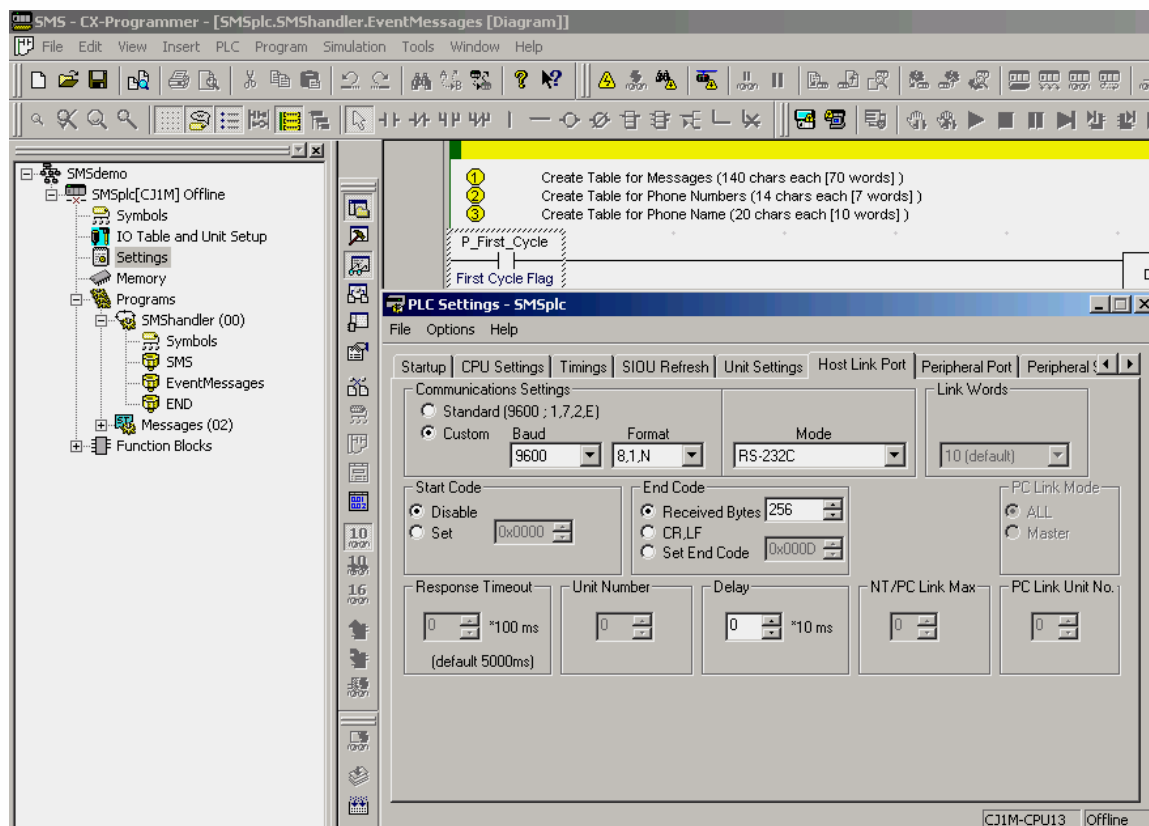 SMS - CX-Programmer - [SMSplc.SMShandler.EventMessages [Diagram]]
File Edit View Insert PLC Program Simulation Tools Window Help
SMSdemo
SMSplc[CJ1M] Offline
Symbols
IO Table and Unit Setup
Settings
Memory
Programs
SMShandler (00)
Symbols
SMS
EventMessages
END
Messages (02)
Function Blocks
10
10
16
1 Create Table for Messages (140 chars each [70 words] )
2 Create Table for Phone Numbers (14 chars each [7 words] )
3 Create Table for Phone Name (20 chars each [10 words] )
P_First_Cycle
First Cycle Flag
PLC Settings - SMSplc
File Options Help
Startup CPU Settings Timings SIOU Refresh Unit Settings Host Link Port Peripheral Port Peripheral
Communications Settings Link Words
Standard (9600 ; 1,7,2,E)
Custom Baud Format Mode
9600 8,1,N RS-232C 10 (default)
Start Code End Code PC Link Mode
Disable Received Bytes 256 ALL
Set 0x0000 CR,LF Master
Set End Code 0x000D
Response Timeout Unit Number Delay NT/PC Link Max PC Link Unit No.
0 *100 ms 0 0 *10 ms 0 0
(default 5000ms)
CJ1M-CPU13 Offline